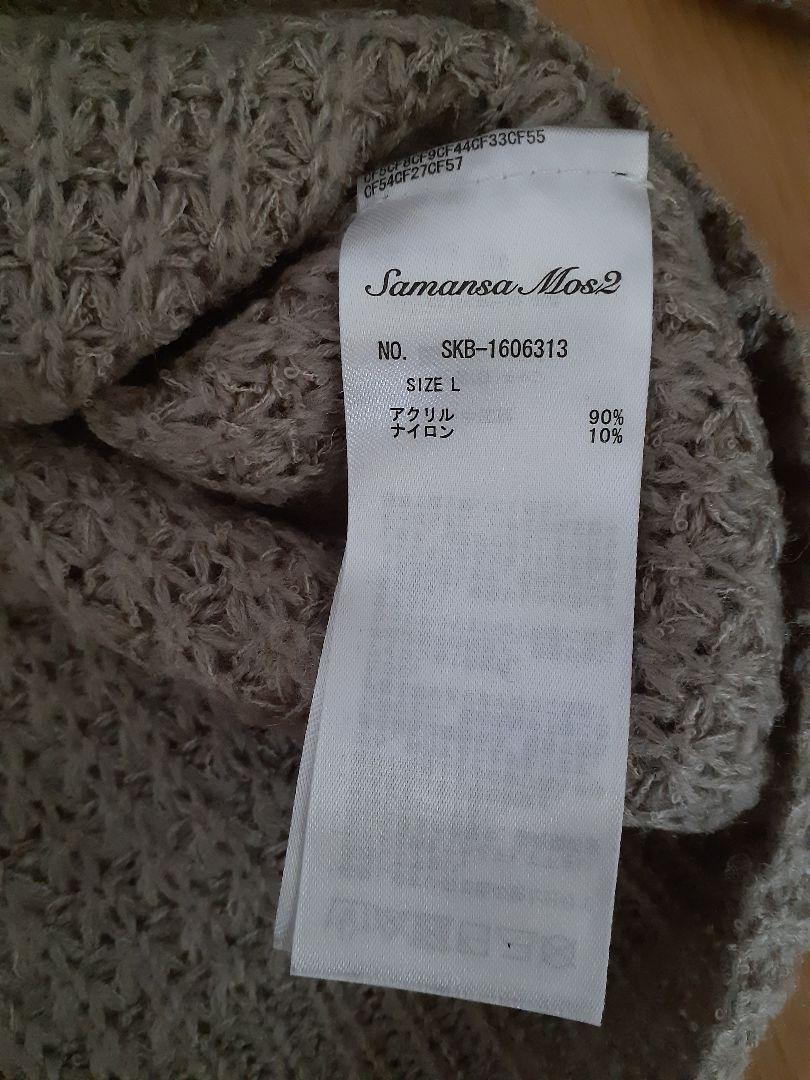 CF5CF8CF9CF44CF33CF55
CF54CF27CF57
Samansa Mos2
NO. SKB-1606313
SIZE L
アクリル 90%
ナイロン 10%